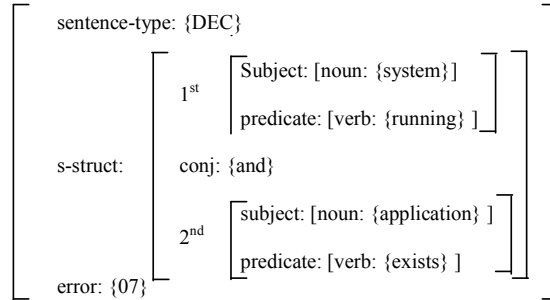 sentence-type: {DEC}
1st
Subject: [noun: {system}]
predicate: [verb: {running} ]
s-struct:
conj: {and}
2nd
subject: [noun: {application} ]
predicate: [verb: {exists} ]
error: {07}